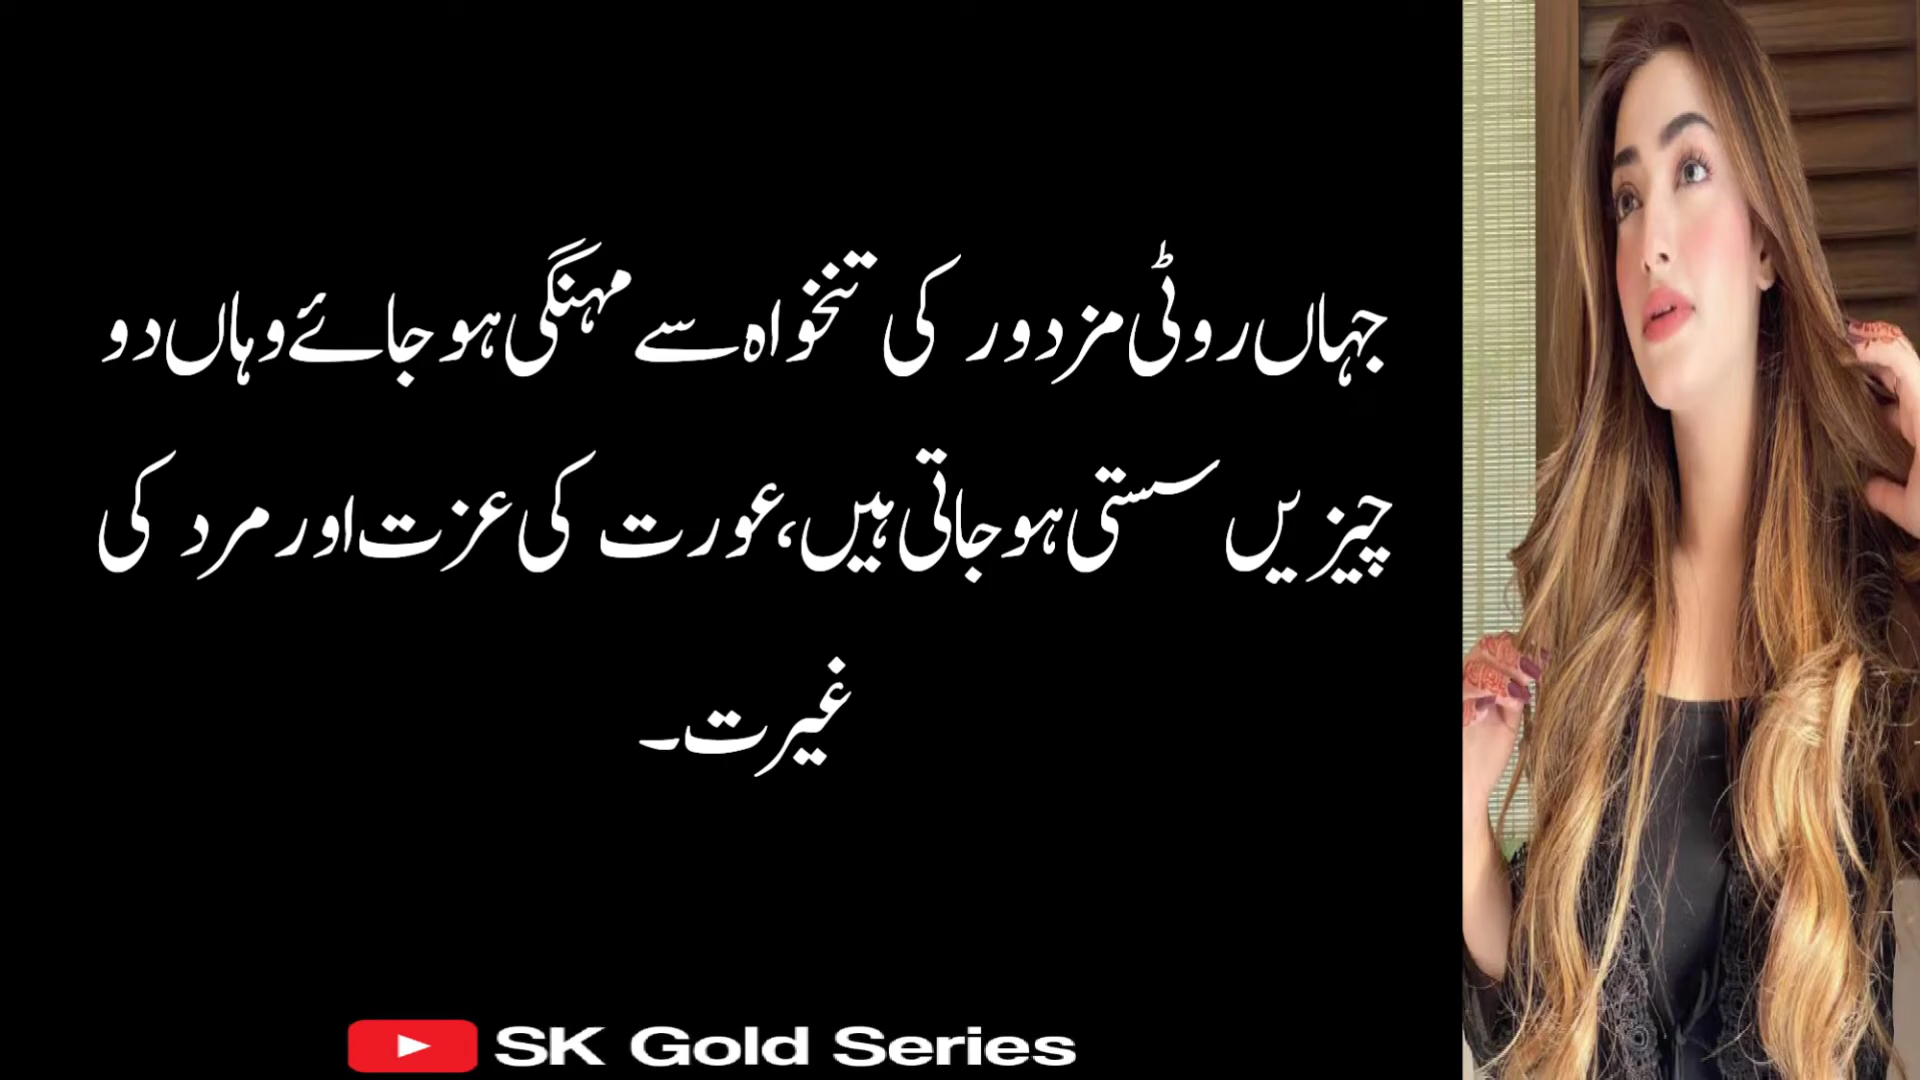 جہاں روٹی مزدور کی تنخواہ سے مہنگی ہو جائے وہاں دو
چیزیں سستی ہو جاتی ہیں، عورت کی عزت اور مرد کی
غیرت۔
SK Gold Series